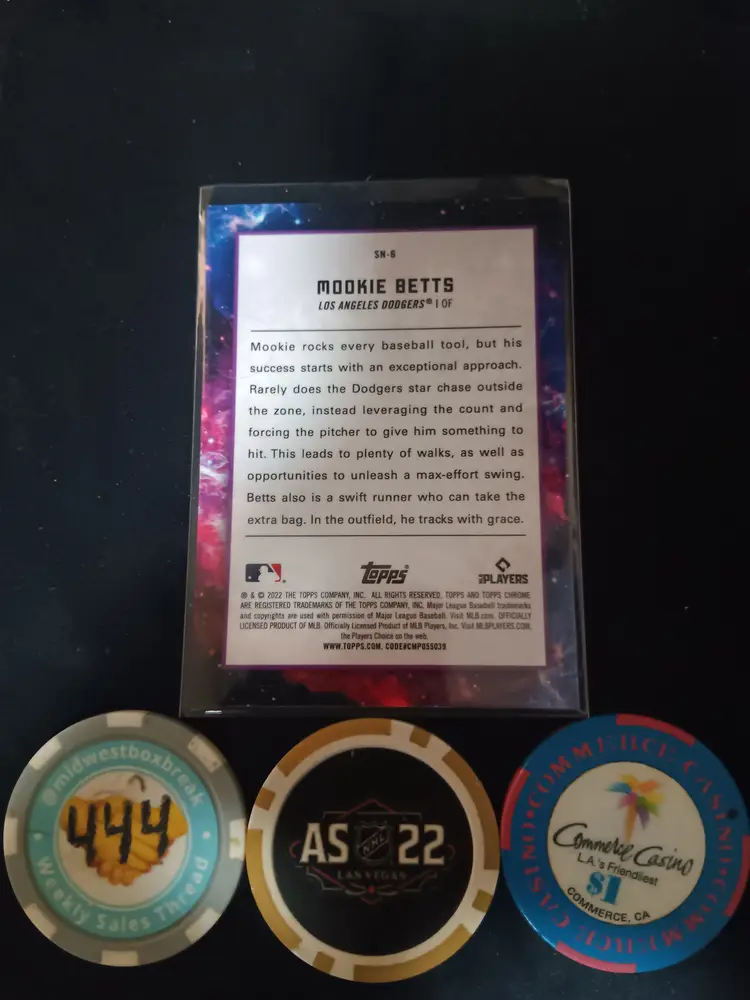 SN-6
MOOKIE BETTS
LOS ANGELES DODGERS® | OF
Mookie rocks every baseball tool, but his
success starts with an exceptional approach.
Rarely does the Dodgers star chase outside
the zone, instead leveraging the count and
forcing the pitcher to give him something to
hit. This leads to plenty of walks, as well as
opportunities to unleash a max-effort swing.
Betts also is a swift runner who can take the
extra bag. In the outfield, he tracks with grace.
topps®
MLB PLAYERS
® & © 2022 THE TOPPS COMPANY, INC. ALL RIGHTS RESERVED. TOPPS AND TOPPS CHROME
ARE REGISTERED TRADEMARKS OF THE TOPPS COMPANY, INC. Major League Baseball trademarks
and copyrights are used with permission of Major League Baseball. Visit MLB.com. OFFICIALLY
LICENSED PRODUCT OF MLB Players, Inc. Visit MLBPLAYERS.COM,
the Players Choice on the web.
WWW.TOPPS.COM. CODE#CMP055039
@midwestboxbreak
444
Weekly Sales Thread
AS NHL 22
LAS VEGAS
COMMERCE CASINO
Commerce Casino
L.A.'s Friendliest
$1
COMMERCE, CA
COMMERCE CASINO